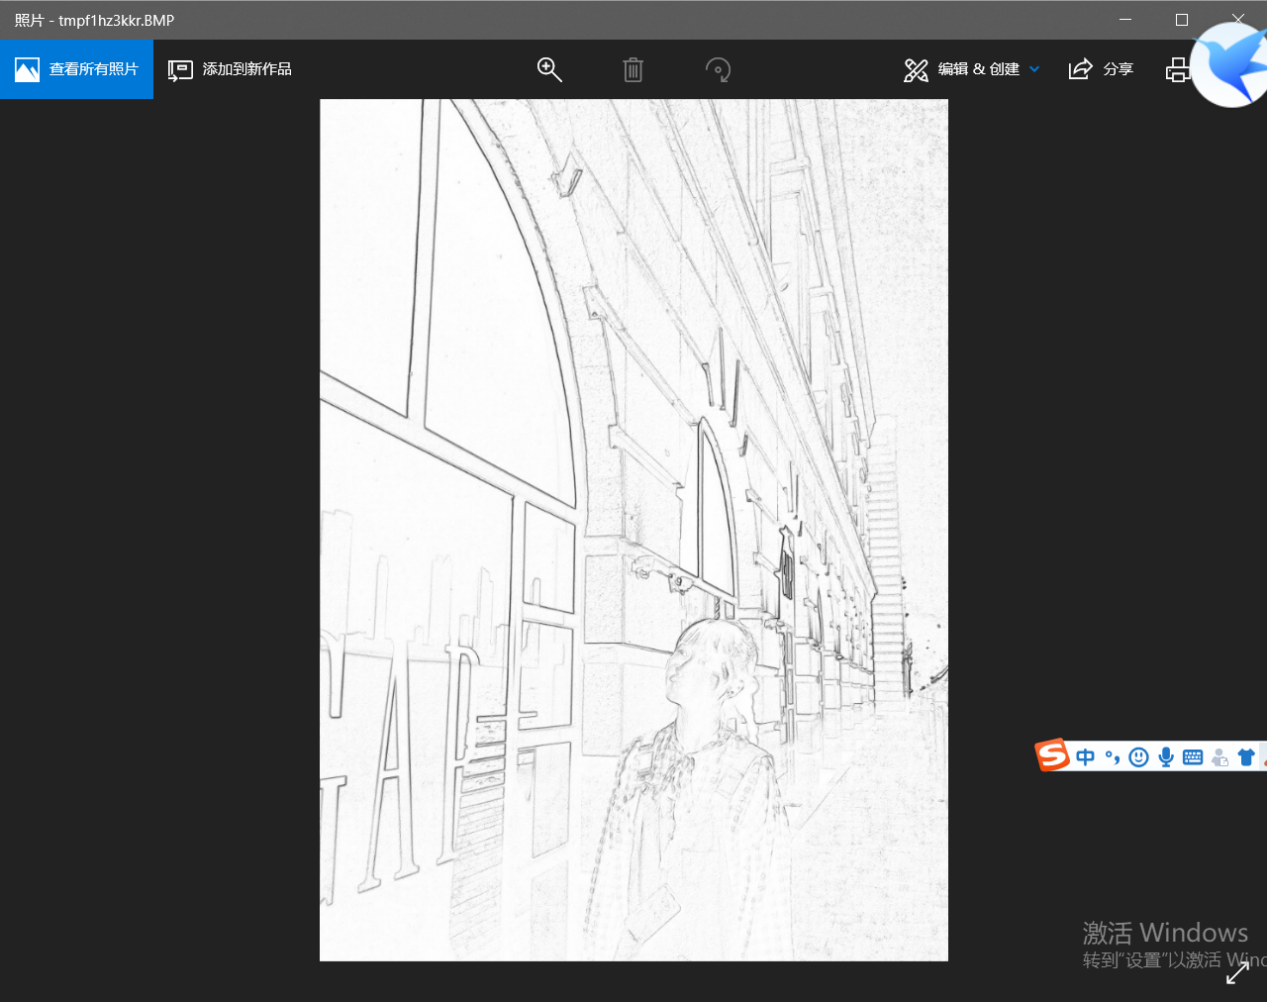 照片 - tmpf1hz3kkr.BMP
查看所有照片
添加到新作品
编辑 & 创建
分享
中
激活 Windows
转到"设置"以激活 Wind